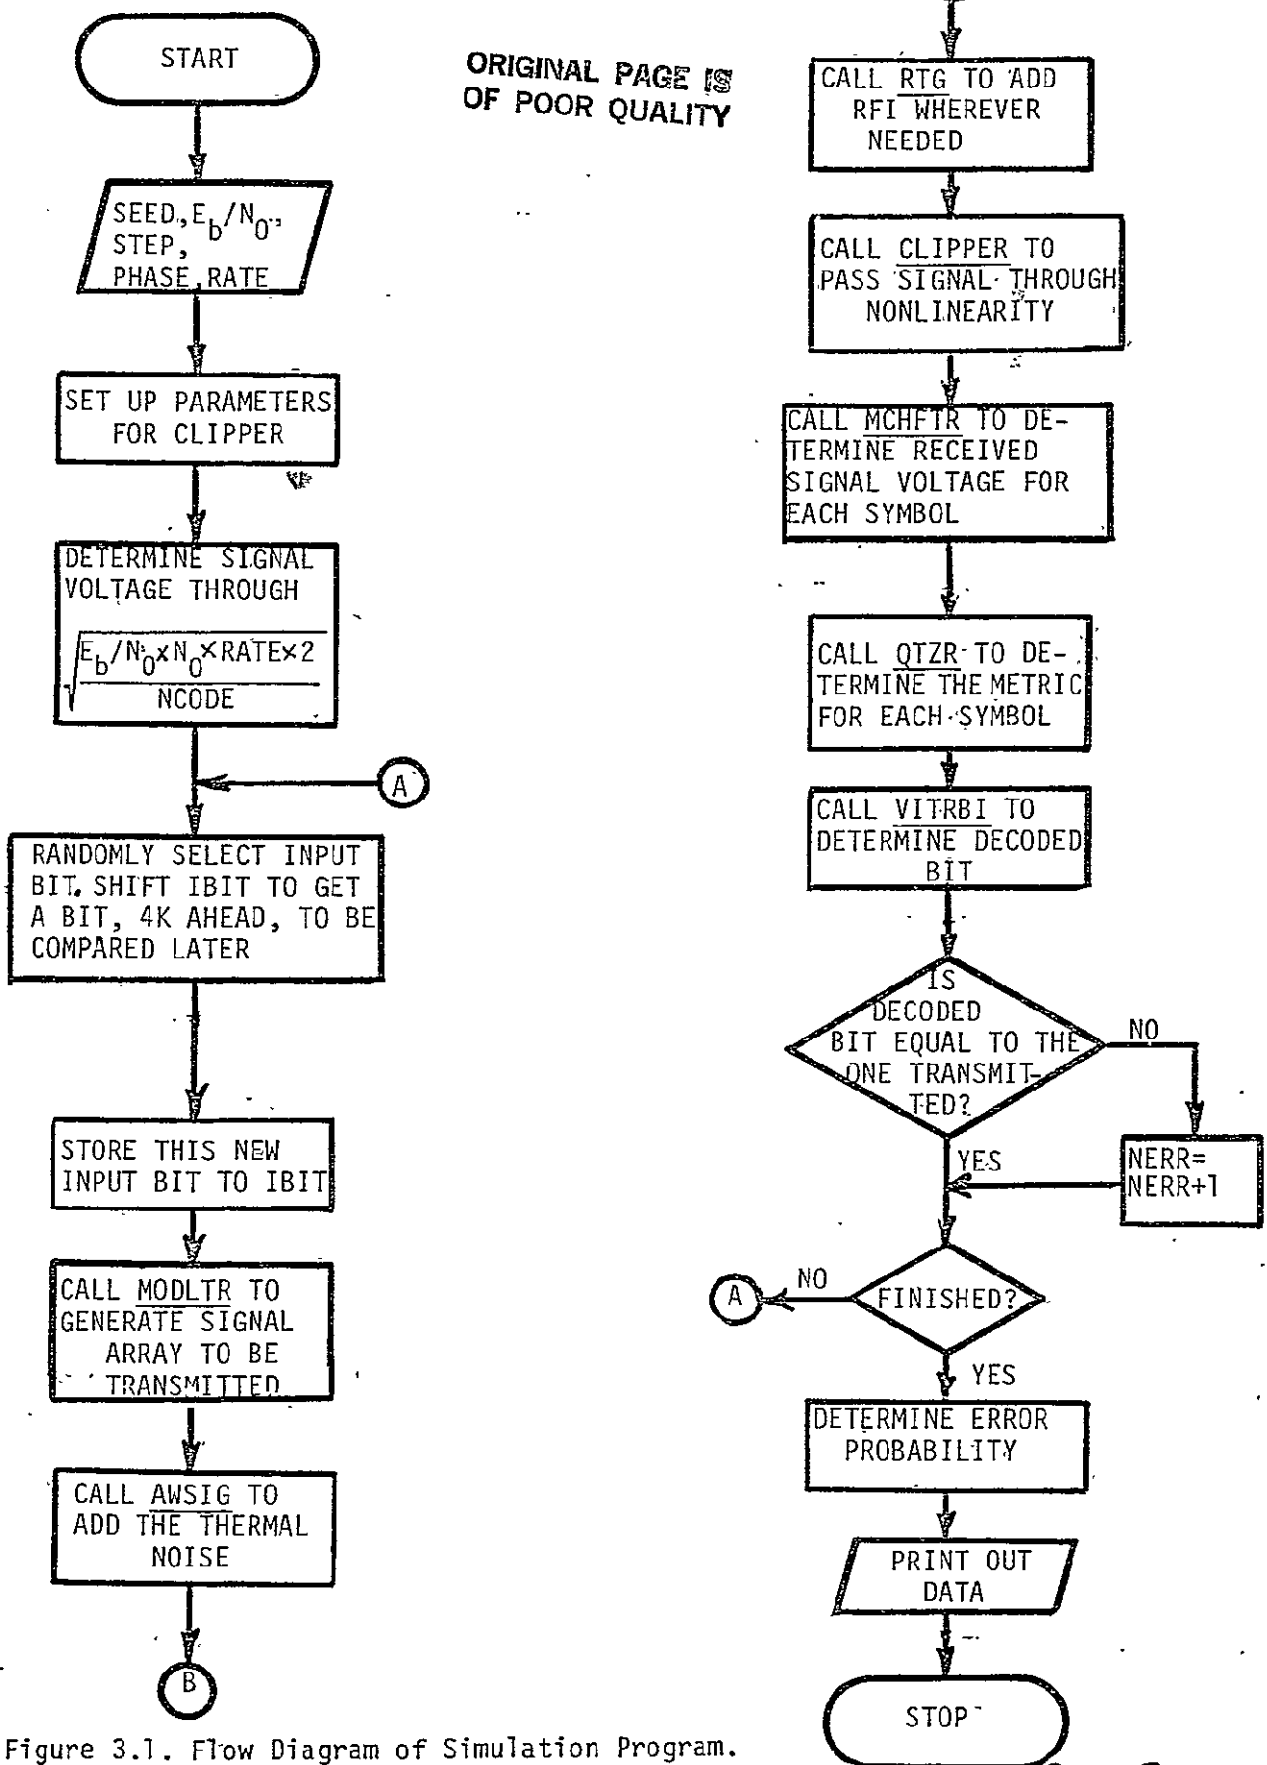 START
SEED, E_b/N_0,
STEP,
PHASE, RATE
SET UP PARAMETERS
FOR CLIPPER
DETERMINE SIGNAL
VOLTAGE THROUGH
√(E_b/N_0×N_0×RATE×2
NCODE)
A
RANDOMLY SELECT INPUT
BIT. SHIFT IBIT TO GET
A BIT, 4K AHEAD, TO BE
COMPARED LATER
STORE THIS NEW
INPUT BIT TO IBIT
CALL MODLTR TO
GENERATE SIGNAL
ARRAY TO BE
TRANSMITTED
CALL AWSIG TO
ADD THE THERMAL
NOISE
B
ORIGINAL PAGE IS
OF POOR QUALITY
CALL RTG TO ADD
RFI WHEREVER
NEEDED
CALL CLIPPER TO
PASS SIGNAL THROUGH
NONLINEARITY
CALL MCHFTR TO DE-
TERMINE RECEIVED
SIGNAL VOLTAGE FOR
EACH SYMBOL
CALL QTZR TO DE-
TERMINE THE METRIC
FOR EACH SYMBOL
CALL VITRBI TO
DETERMINE DECODED
BIT
IS
DECODED
BIT EQUAL TO THE
ONE TRANSMIT-
TED?
NO
YES
NERR=
NERR+1
FINISHED?
NO
A
YES
DETERMINE ERROR
PROBABILITY
PRINT OUT
DATA
STOP
Figure 3.1. Flow Diagram of Simulation Program.